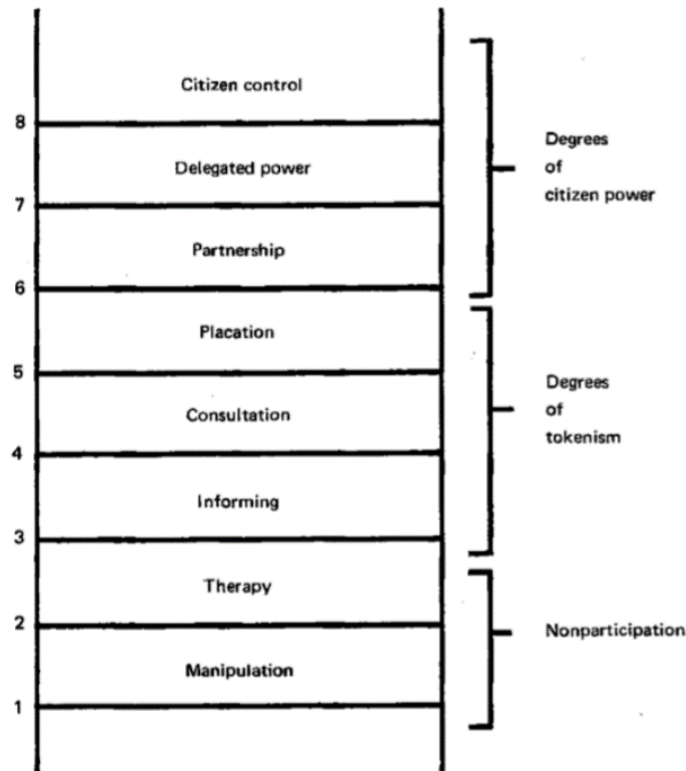 Citizen control
8
Delegated power
7
Partnership
6
Placation
5
Consultation
4
Informing
3
Therapy
2
Manipulation
1
Degrees
of
citizen power
Degrees
of
tokenism
Nonparticipation